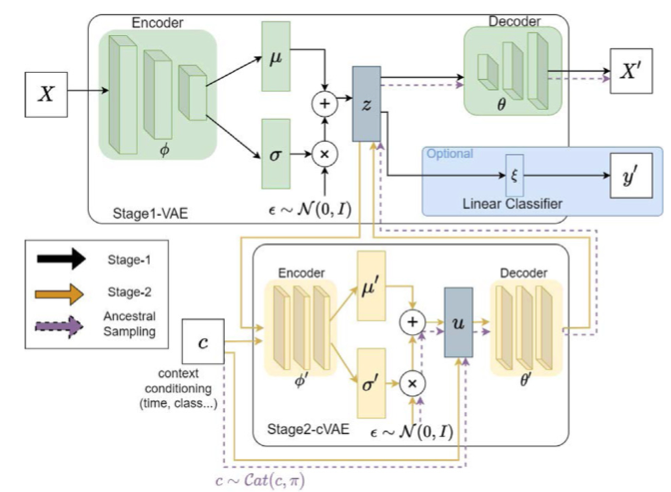 Encoder
Decoder
X
ϕ
μ
σ
+
×
z
θ
X′
ϵ ∼ N(0, I)
Stage1-VAE
Optional
ξ
y′
Linear Classifier
Stage-1
Stage-2
Ancestral
Sampling
c
context
conditioning
(time, class...)
Encoder
Decoder
ϕ′
μ′
σ′
+
×
u
θ′
Stage2-cVAE
ϵ ∼ N(0, I)
c ∼ Cat(c, π)